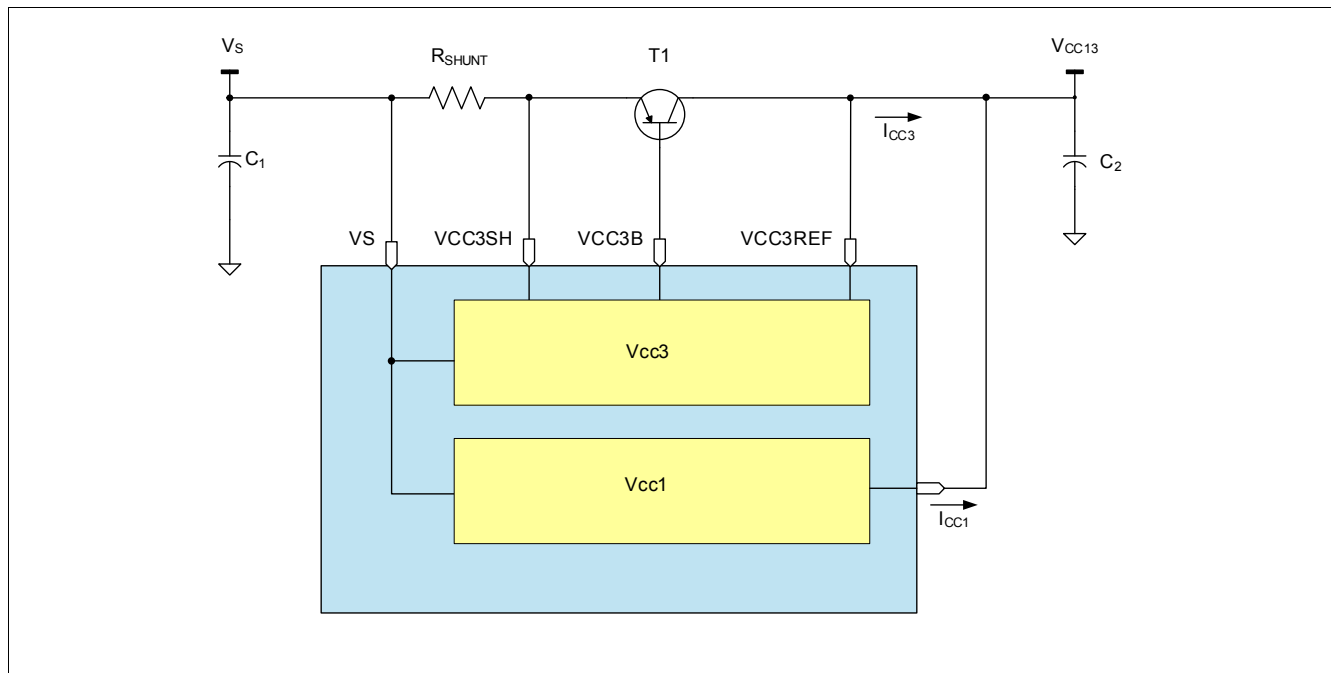 VS
RSHUNT
T1
VCC13
ICC3
C1
C2
VS
VCC3SH
VCC3B
VCC3REF
Vcc3
Vcc1
ICC1